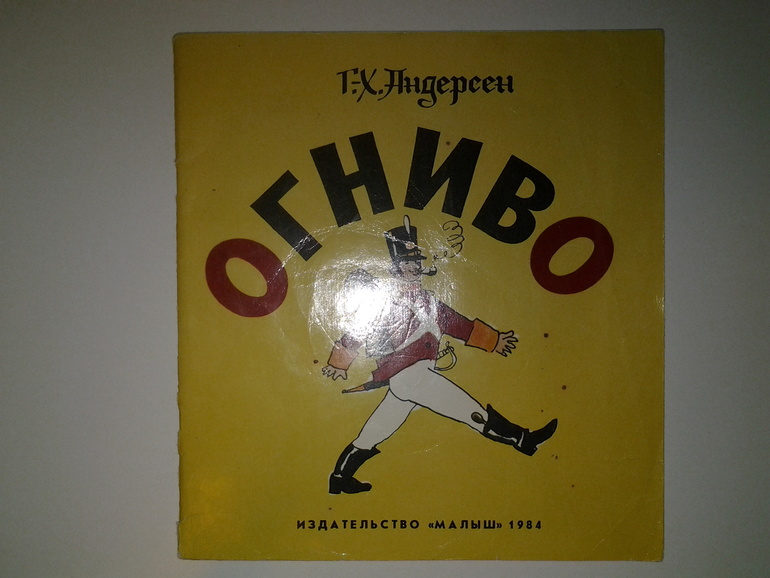 Г.-Х. Андерсен
ОГНИВО
ИЗДАТЕЛЬСТВО «МАЛЫШ» 1984